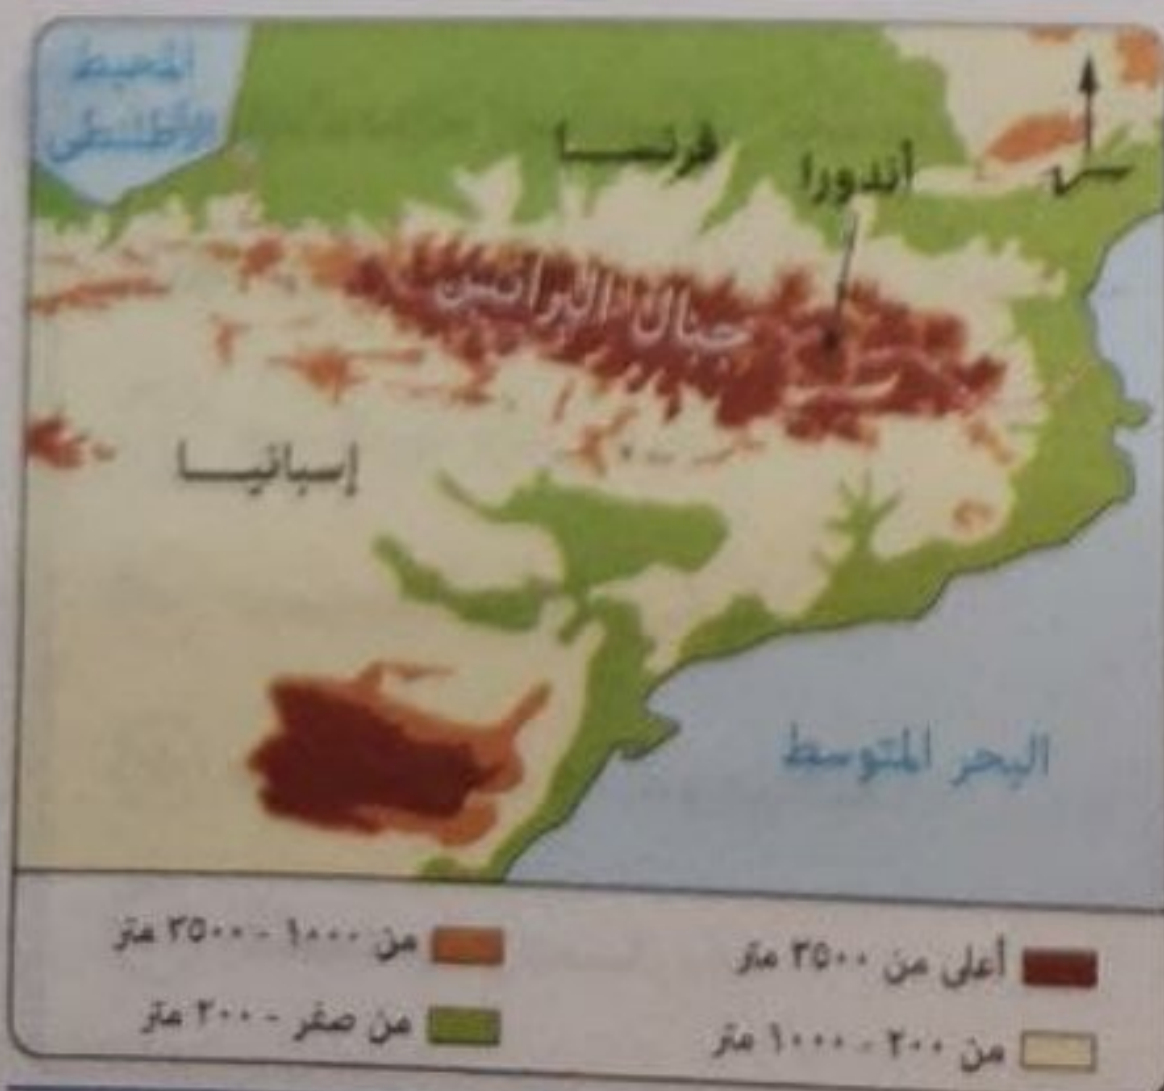 المحيط
الأطلنطي
فرنسا
أندورا
جبال البرانس
إسبانيا
البحر المتوسط
أعلى من ٣٥٠٠ متر
من ١٠٠٠ - ٣٥٠٠ متر
من ٢٠٠ - ١٠٠٠ متر
من صفر - ٢٠٠ متر